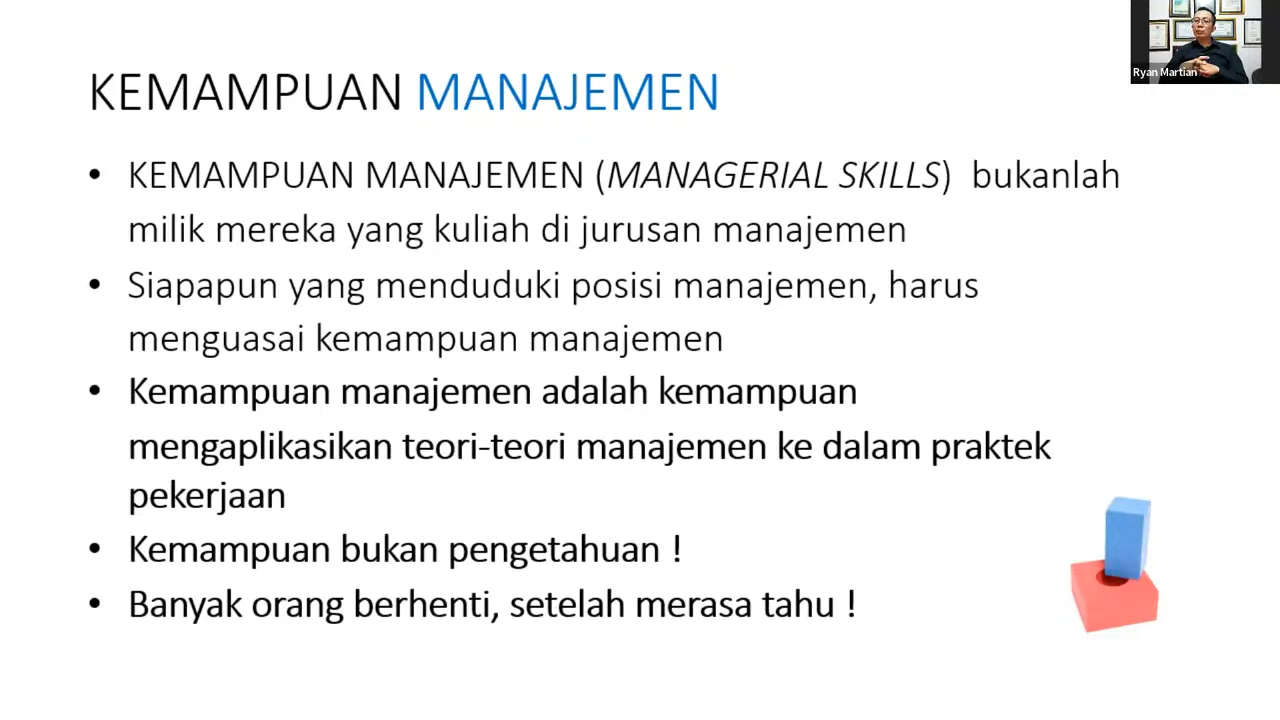 Ryan Martian
KEMAMPUAN MANAJEMEN
• KEMAMPUAN MANAJEMEN (MANAGERIAL SKILLS) bukanlah
milik mereka yang kuliah di jurusan manajemen
• Siapapun yang menduduki posisi manajemen, harus
menguasai kemampuan manajemen
• Kemampuan manajemen adalah kemampuan
mengaplikasikan teori-teori manajemen ke dalam praktek
pekerjaan
• Kemampuan bukan pengetahuan !
• Banyak orang berhenti, setelah merasa tahu !